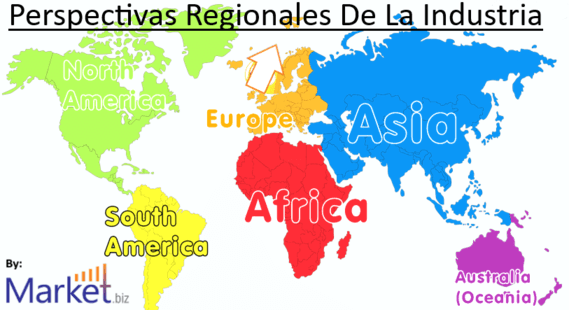 Perspectivas Regionales De La Industria
North
America
Europe
Asia
Africa
South
America
Australia
(Oceania)
By:
Market.biz